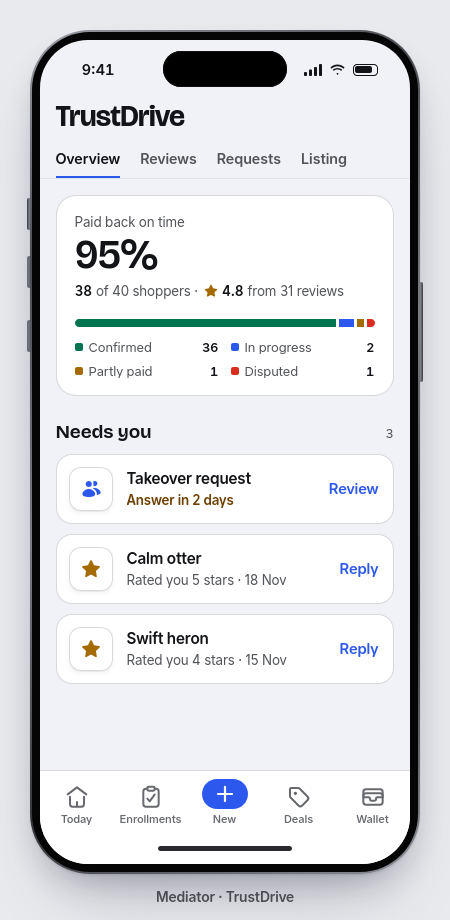 9:41
TrustDrive
Overview Reviews Requests Listing
Paid back on time
95%
38 of 40 shoppers · 4.8 from 31 reviews
Confirmed 36 In progress 2
Partly paid 1 Disputed 1
Needs you 3
Takeover request
Answer in 2 days
Review
Calm otter
Rated you 5 stars · 18 Nov
Reply
Swift heron
Rated you 4 stars · 15 Nov
Reply
Today Enrollments New Deals Wallet
Mediator · TrustDrive